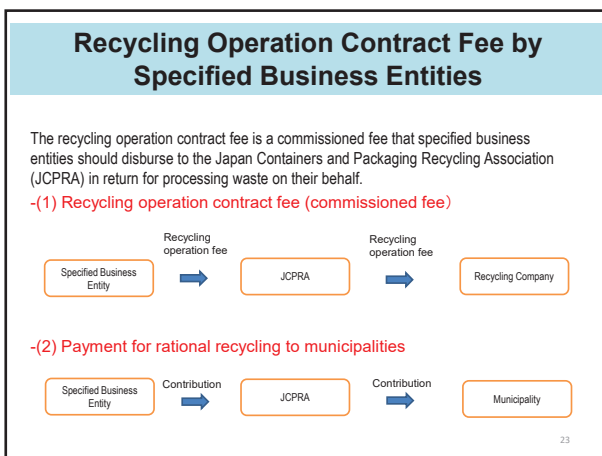 Recycling Operation Contract Fee by
Specified Business Entities
The recycling operation contract fee is a commissioned fee that specified business
entities should disburse to the Japan Containers and Packaging Recycling Association
(JCPRA) in return for processing waste on their behalf.
-(1) Recycling operation contract fee (commissioned fee）
Recycling
operation fee
Recycling
operation fee
Specified Business
Entity
JCPRA
Recycling Company
-(2) Payment for rational recycling to municipalities
Contribution
Contribution
Specified Business
Entity
JCPRA
Municipality
23